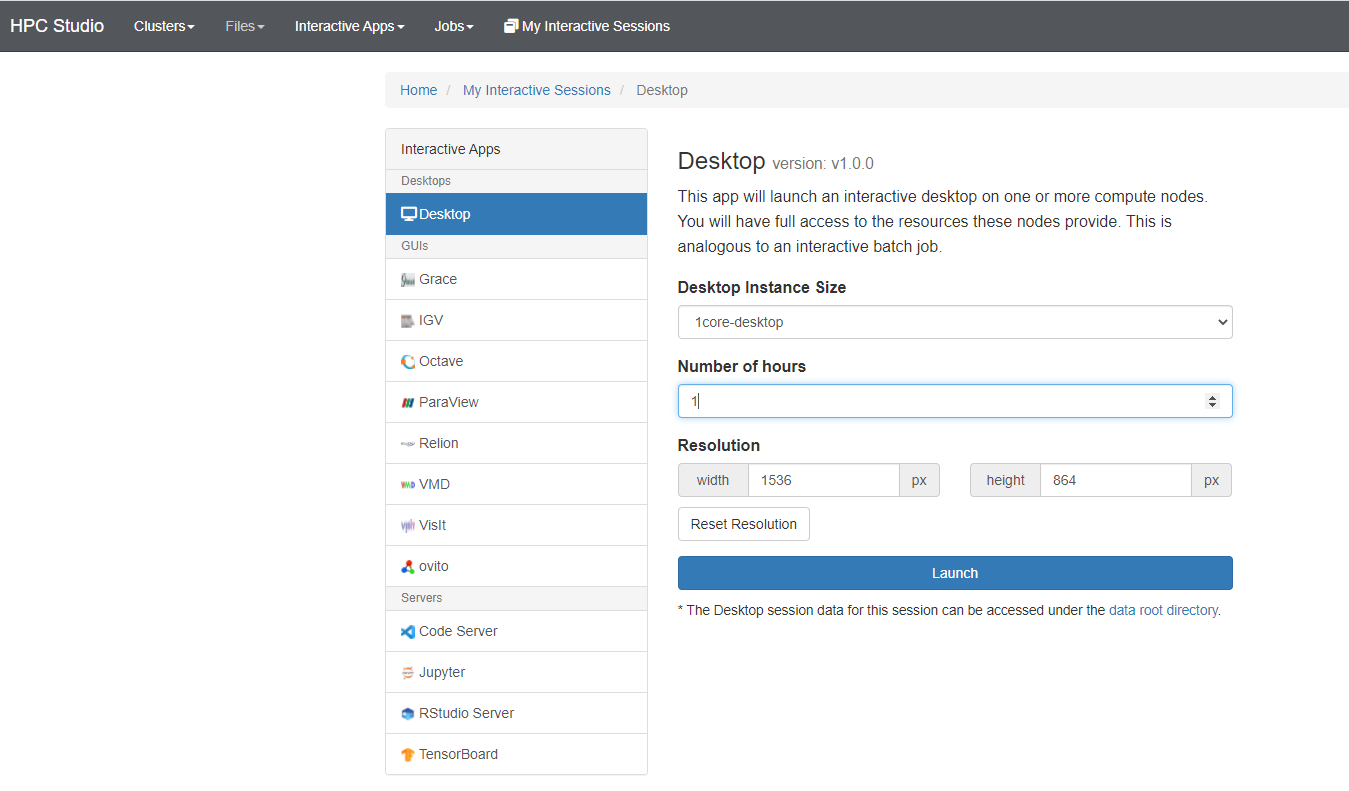 HPC Studio Clusters Files Interactive Apps Jobs My Interactive Sessions
Home / My Interactive Sessions / Desktop
Interactive Apps
Desktops
Desktop
GUIs
Grace
IGV
Octave
ParaView
Relion
VMD
VisIt
ovito
Servers
Code Server
Jupyter
RStudio Server
TensorBoard
Desktop version: v1.0.0
This app will launch an interactive desktop on one or more compute nodes.
You will have full access to the resources these nodes provide. This is
analogous to an interactive batch job.
Desktop Instance Size
1core-desktop
Number of hours
1
Resolution
width 1536 px height 864 px
Reset Resolution
Launch
* The Desktop session data for this session can be accessed under the data root directory.